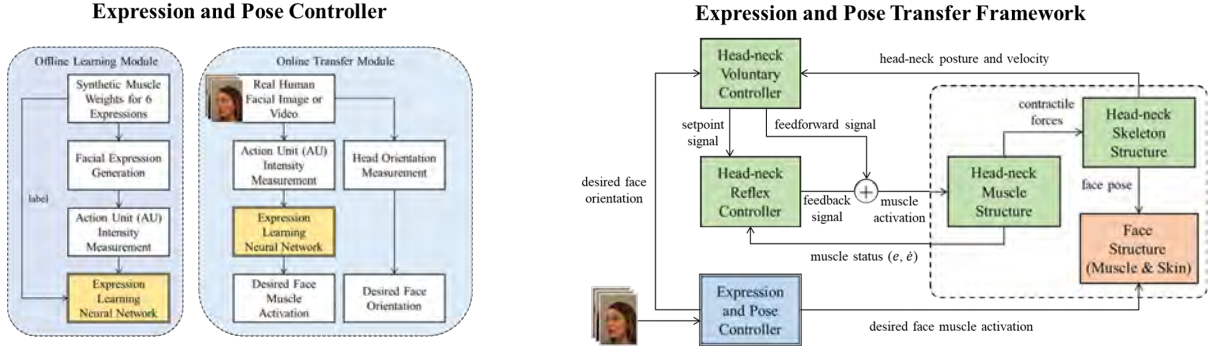 Expression and Pose Controller
Offline Learning Module
Synthetic Muscle
Weights for 6
Expressions
Facial Expression
Generation
label
Action Unit (AU)
Intensity
Measurement
Expression
Learning
Neural Network
Online Transfer Module
Real Human
Facial Image or
Video
Action Unit (AU)
Intensity
Measurement
Head Orientation
Measurement
Expression
Learning
Neural Network
Desired Face
Muscle
Activation
Desired Face
Orientation
Expression and Pose Transfer Framework
Head-neck
Voluntary
Controller
head-neck posture and velocity
setpoint
signal
feedforward signal
contractile
forces
Head-neck
Skeleton
Structure
desired face
orientation
Head-neck
Reflex
Controller
feedback
signal
+
muscle
activation
Head-neck
Muscle
Structure
face pose
muscle status (e, ė)
Face
Structure
(Muscle & Skin)
Expression
and Pose
Controller
desired face muscle activation